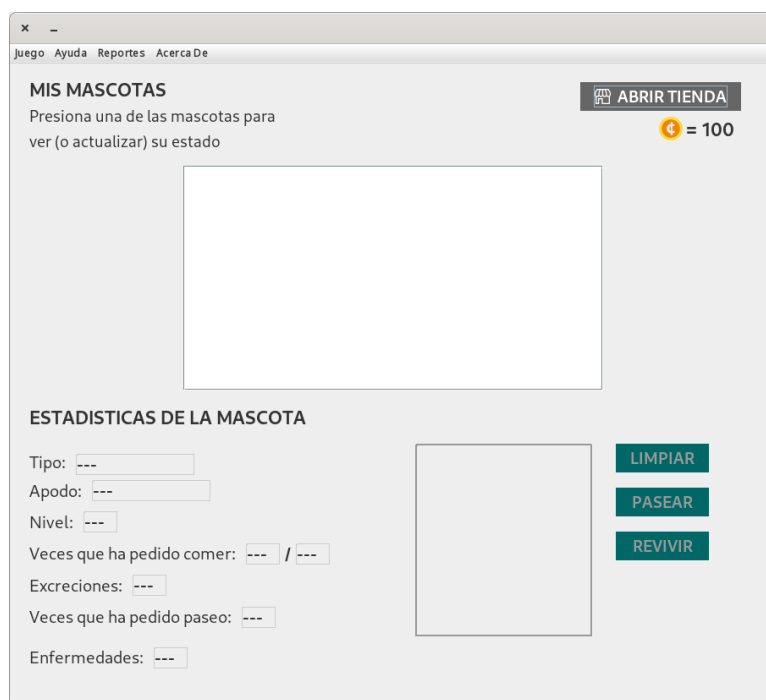 Juego Ayuda Reportes Acerca De
MIS MASCOTAS
ABRIR TIENDA
Presiona una de las mascotas para
ver (o actualizar) su estado
¢ = 100
ESTADISTICAS DE LA MASCOTA
Tipo: ---
Apodo: ---
Nivel: ---
Veces que ha pedido comer: --- / ---
Excreciones: ---
Veces que ha pedido paseo: ---
Enfermedades: ---
LIMPIAR
PASEAR
REVIVIR